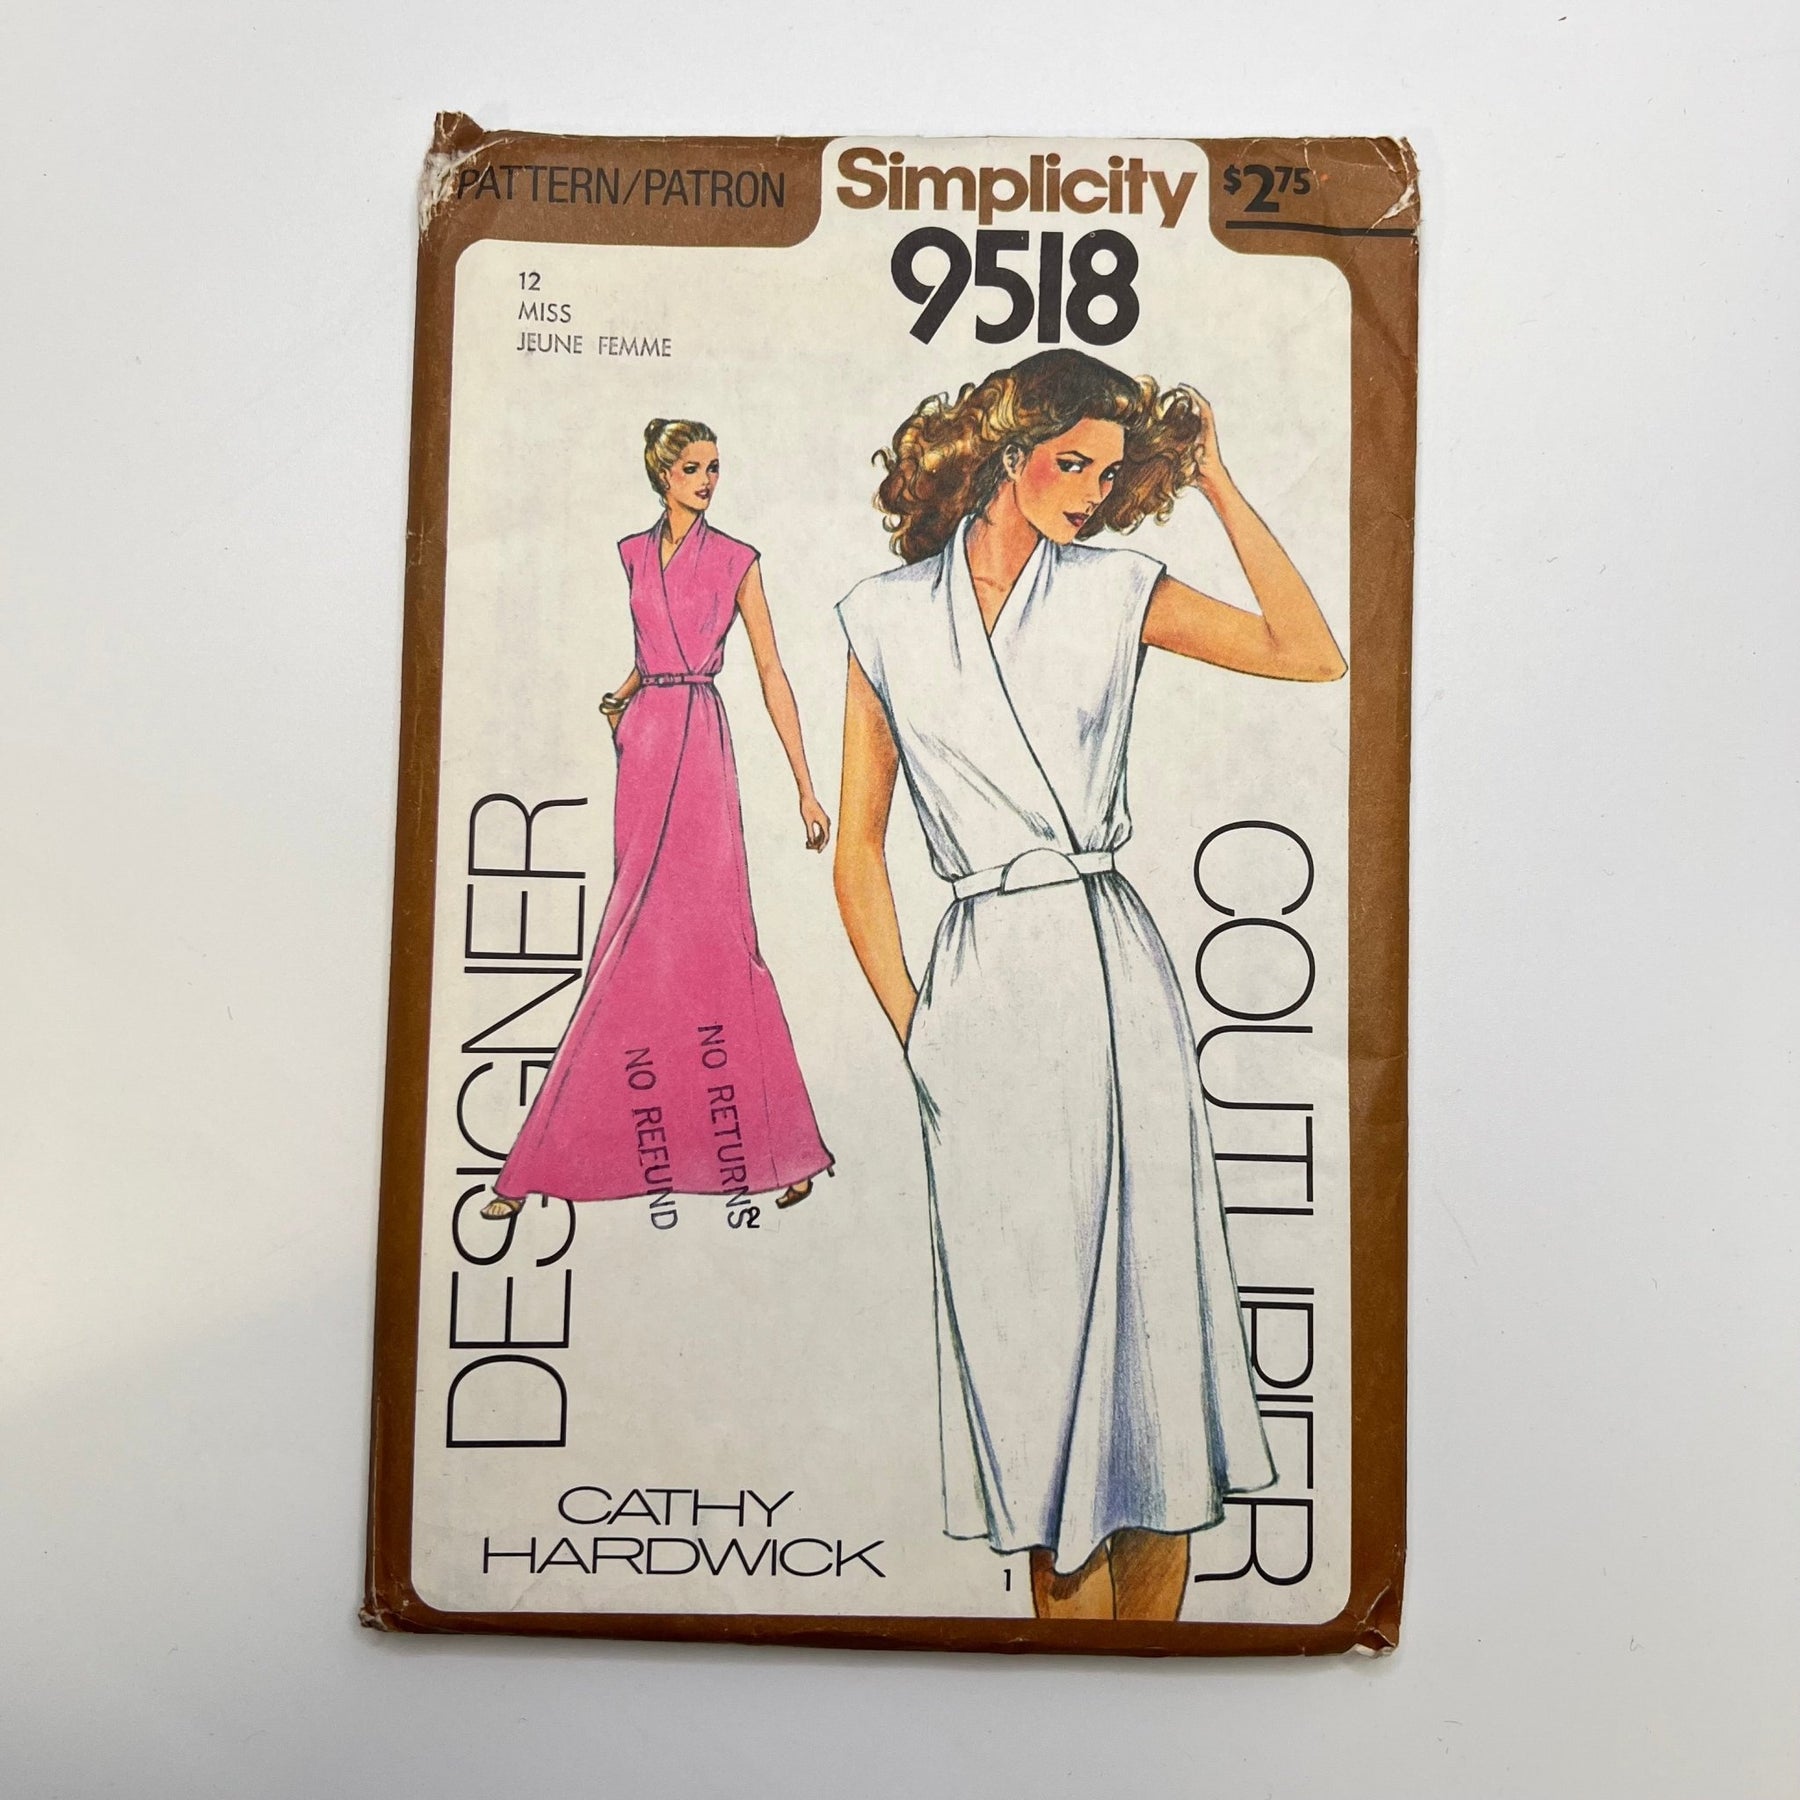 PATTERN/PATRON
Simplicity
$2.75
9518
12
MISS
JEUNE FEMME
DESIGNER
COUTURIER
NO RETURNS
NO REFUND
2
CATHY
HARDWICK
1